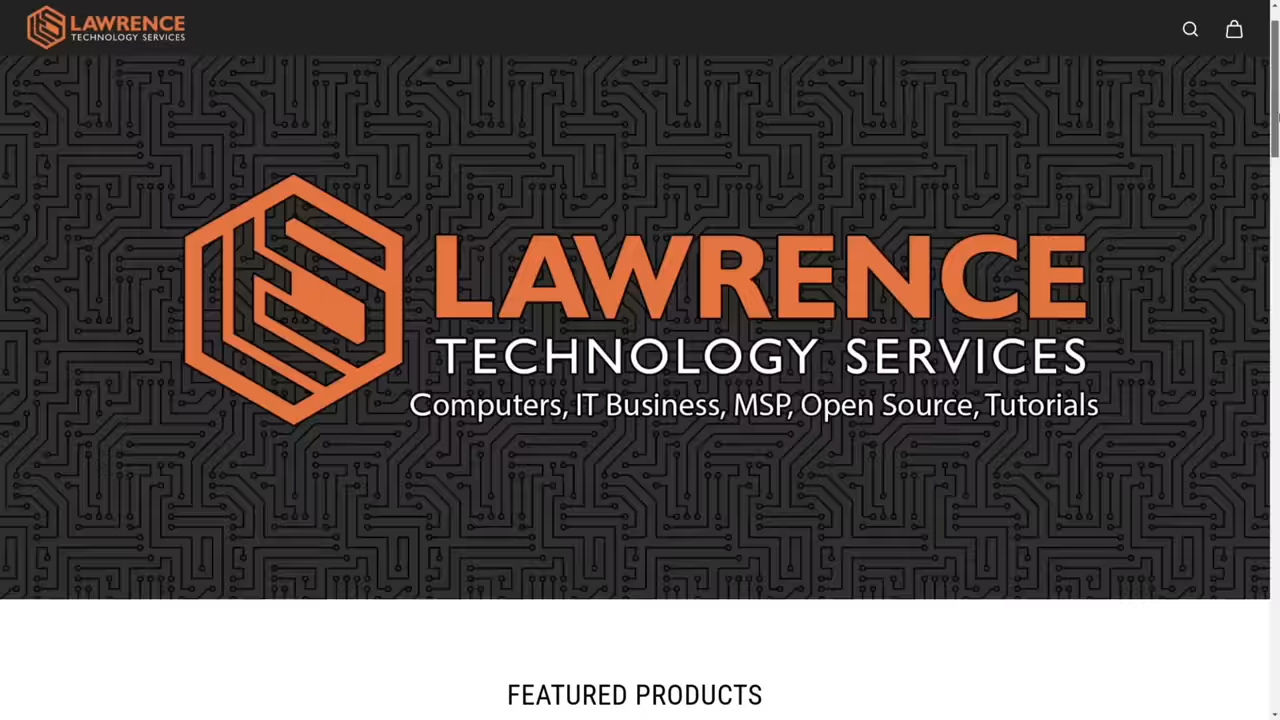 LAWRENCE
TECHNOLOGY SERVICES
LAWRENCE
TECHNOLOGY SERVICES
Computers, IT Business, MSP, Open Source, Tutorials
FEATURED PRODUCTS